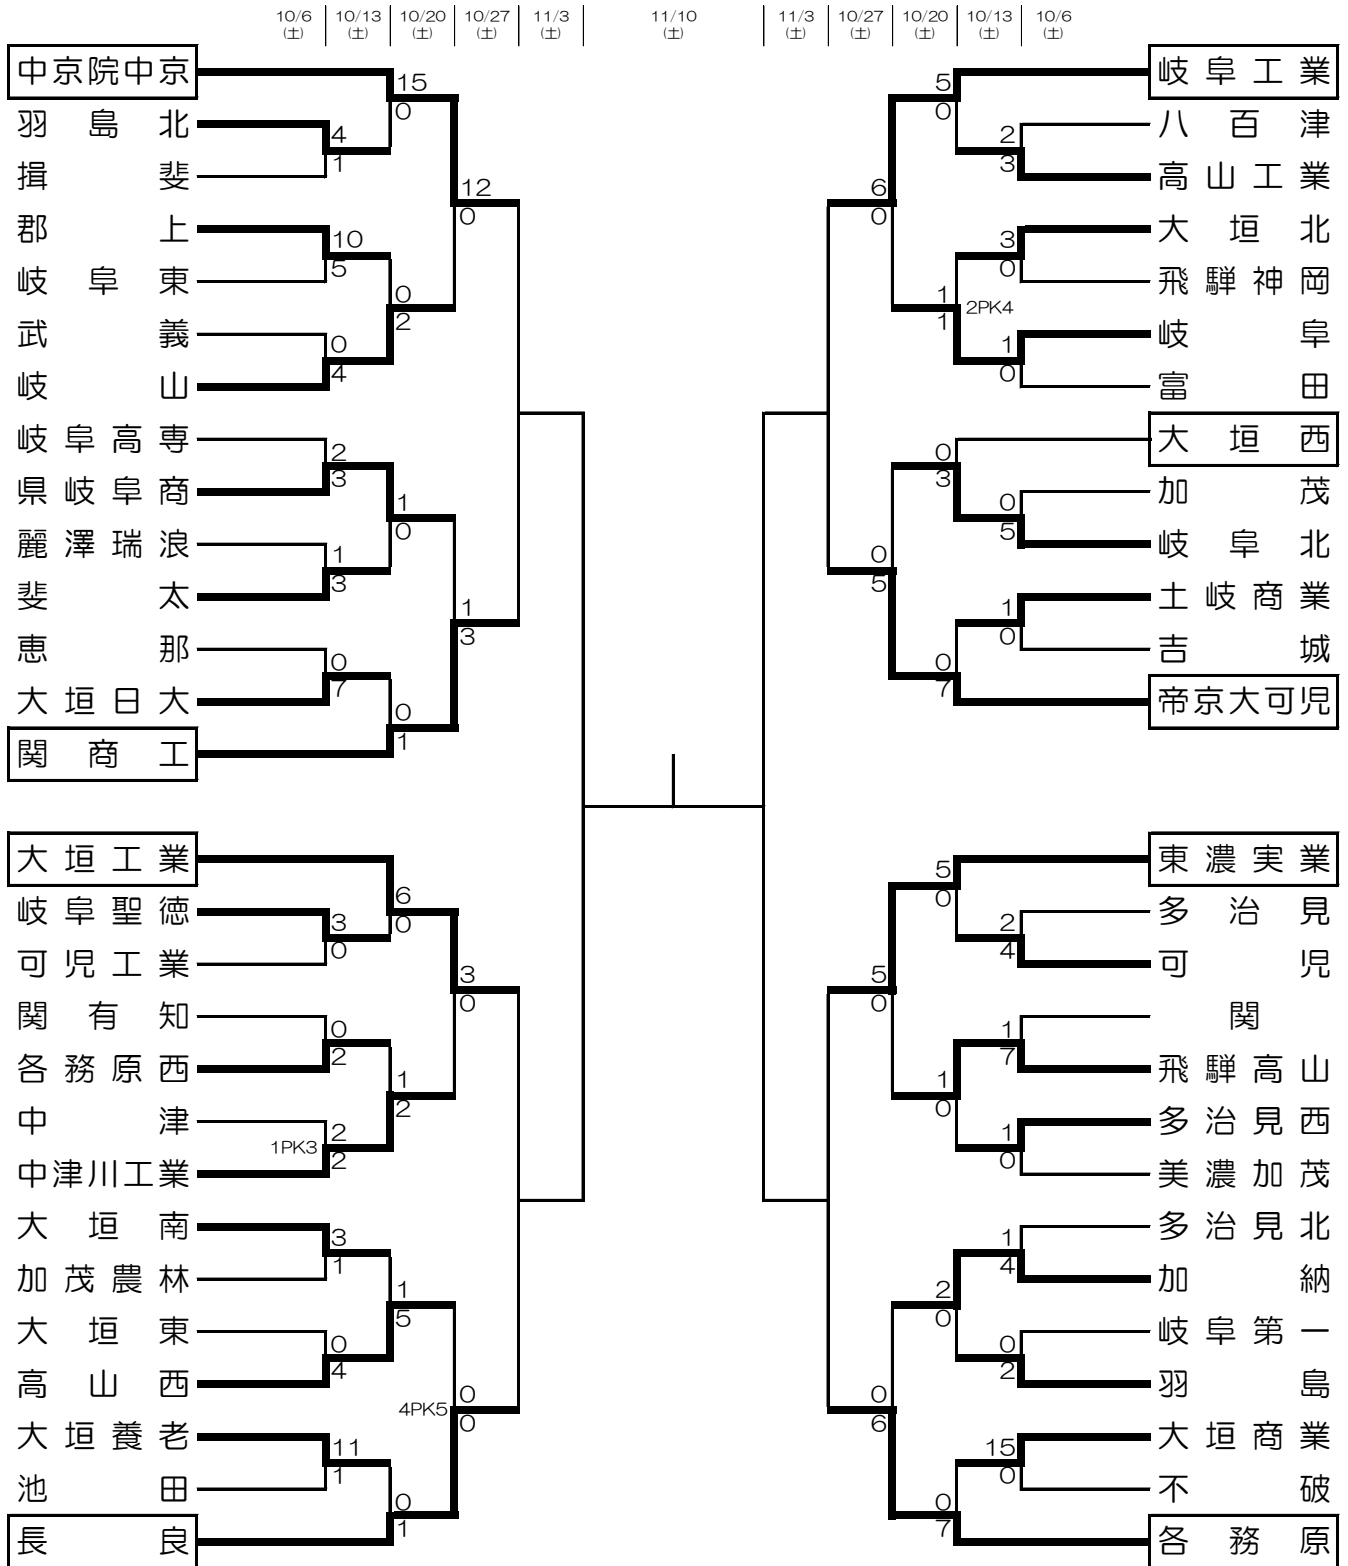 10/6 10/13 10/20 10/27 11/3 11/10 11/3 10/27 10/20 10/13 10/6
(土) (土) (土) (土) (土) (土) (土) (土) (土) (土) (土)
中京院中京
羽島北
揖斐
郡上
岐阜東
武義
岐山
岐阜高専
県岐阜商
麗澤瑞浪
斐太
恵那
大垣日大
関商工
大垣工業
岐阜聖徳
可児工業
関有知
各務原西
中津
中津川工業
大垣南
加茂農林
大垣東
高山西
大垣養老
池田
長良
4
1
10
5
0
4
2
3
1
3
0
7
3
0
0
2
1PK3
2
2
3
1
0
4
11
1
15
0
0
2
1
0
0
1
6
0
1
2
1
5
0
1
12
0
1
3
3
0
4PK5
0
0
6
0
0
5
5
0
0
6
5
0
1
1
2PK4
0
3
0
7
5
0
1
0
2
0
0
7
2
3
3
0
1
0
0
5
1
0
2
4
1
7
1
0
1
4
0
2
15
0
岐阜工業
八百津
高山工業
大垣北
飛騨神岡
岐阜
富田
大垣西
加茂
岐阜北
土岐商業
吉城
帝京大可児
東濃実業
多治見
可児
関
飛騨高山
多治見西
美濃加茂
多治見北
加納
岐阜第一
羽島
大垣商業
不破
各務原